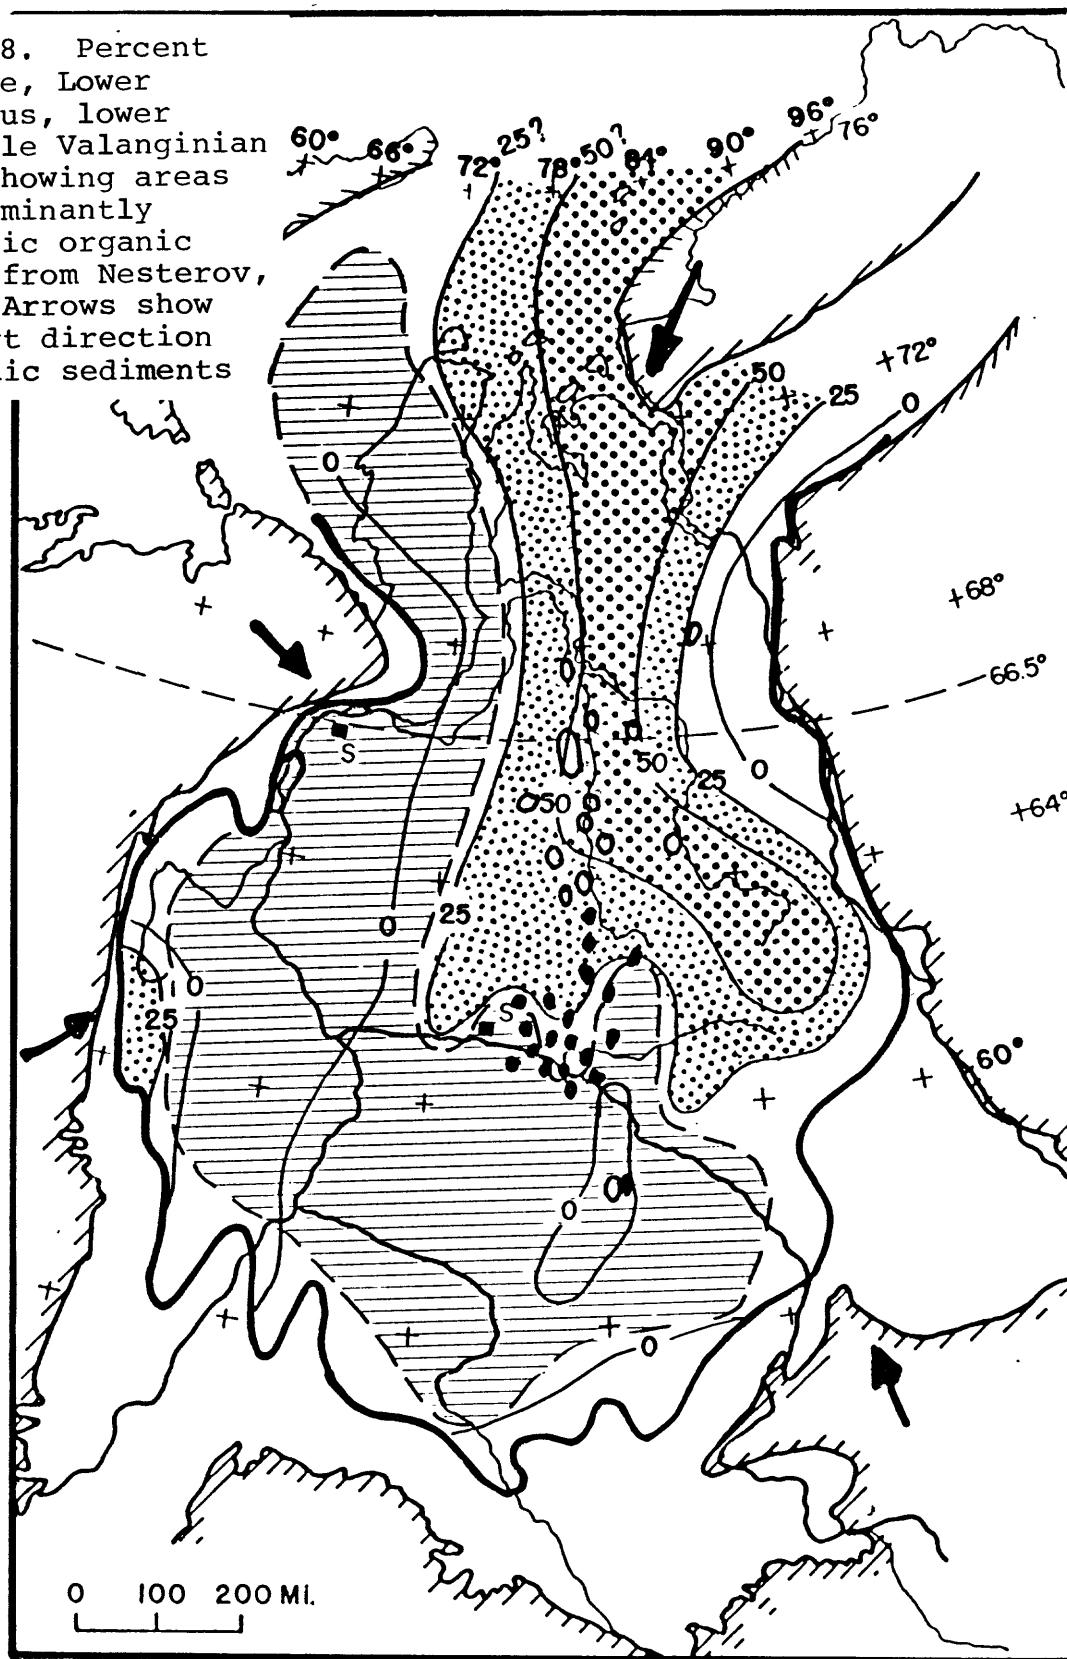 8. Percent
e, Lower
us, lower
le Valanginian
howing areas
minantly
ic organic
from Nesterov,
Arrows show
t direction
ic sediments
60° 66° 72° 25? 78° 50? 84° 90° 96° 76°
50 25 0 +72°
0
+68°
66.5°
S
50 25 0
50
+64°
25
0
0
25
S
60°
0
0
0 100 200 MI.